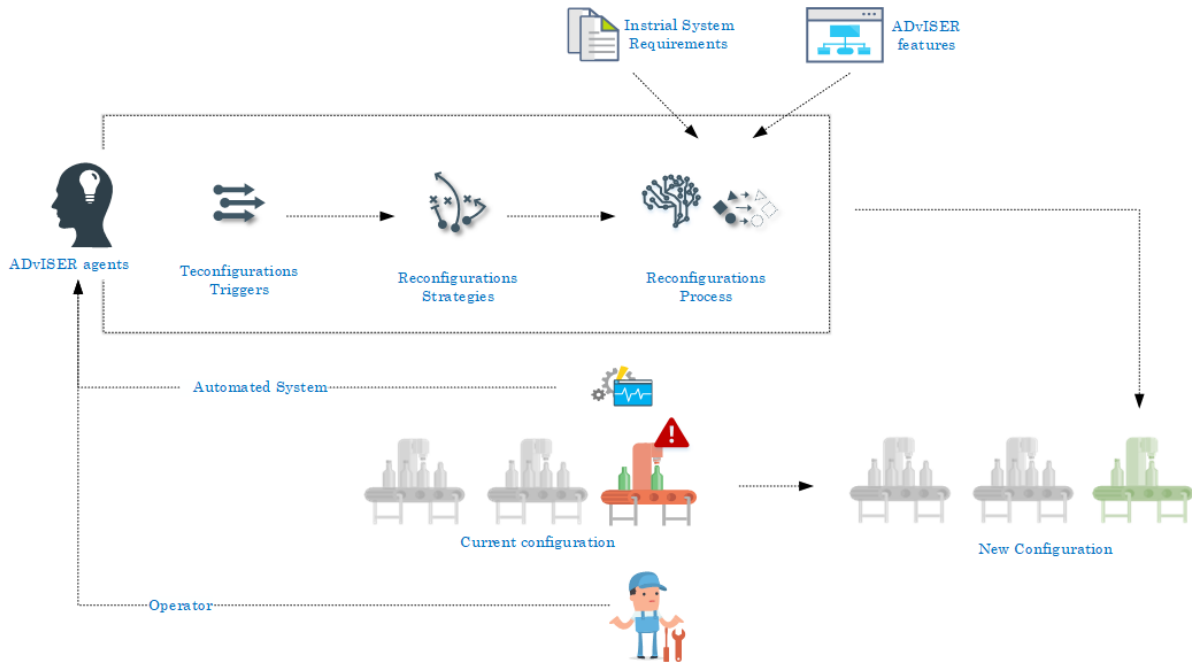 Instrial System
Requirements
ADvISER
features
ADvISER agents
Teconfigurations
Triggers
Reconfigurations
Strategies
Reconfigurations
Process
Automated System
Current configuration
New Configuration
Operator